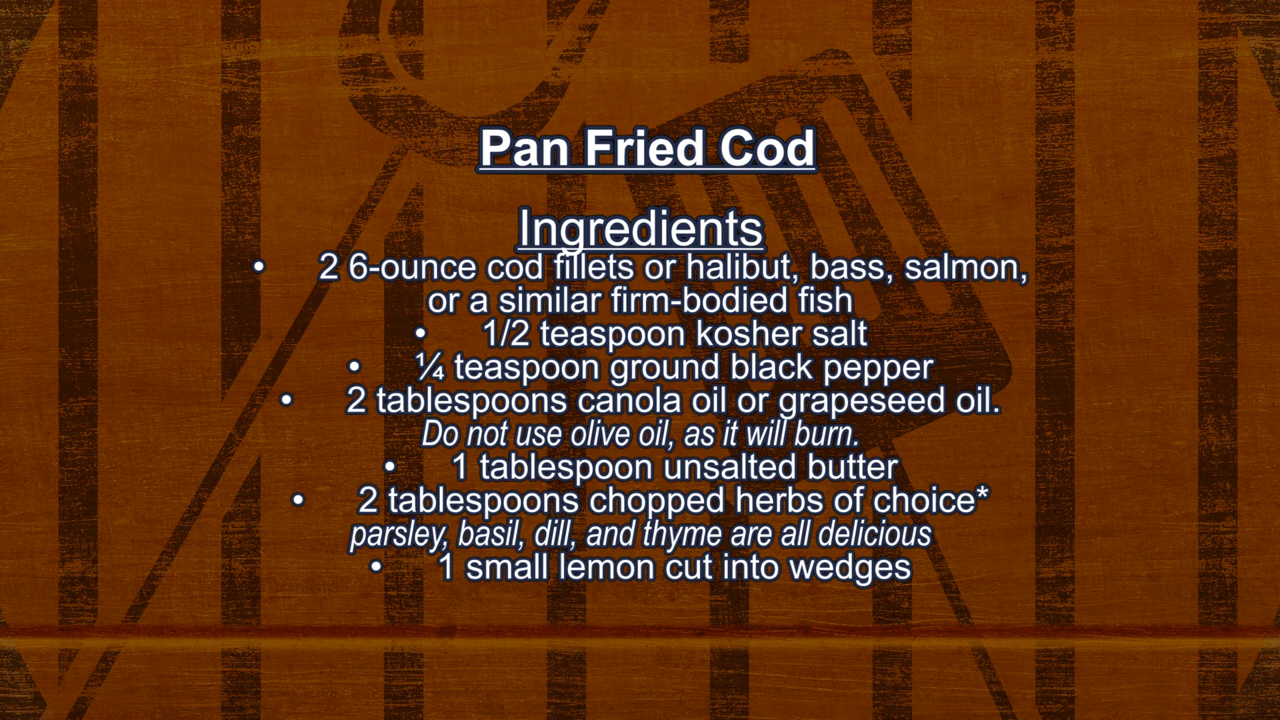 Pan Fried Cod
Ingredients
• 2 6-ounce cod fillets or halibut, bass, salmon,
or a similar firm-bodied fish
• 1/2 teaspoon kosher salt
• ¼ teaspoon ground black pepper
• 2 tablespoons canola oil or grapeseed oil.
Do not use olive oil, as it will burn.
• 1 tablespoon unsalted butter
• 2 tablespoons chopped herbs of choice*
parsley, basil, dill, and thyme are all delicious
• 1 small lemon cut into wedges